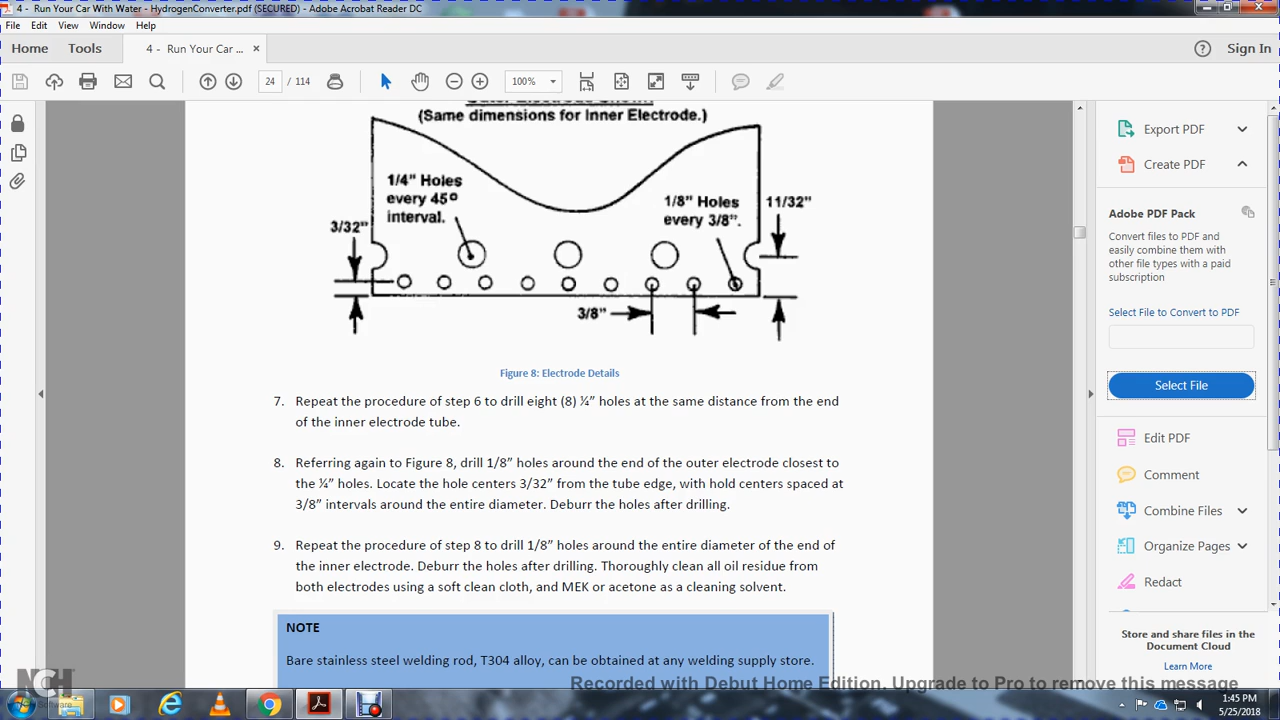 4 - Run Your Car With Water - HydrogenConverter.pdf (SECURED) - Adobe Acrobat Reader DC
File Edit View Window Help
Home Tools 4 - Run Your Car ... × Sign In
24 / 114 100%
(Same dimensions for Inner Electrode.)
1/4" Holes
every 45º
interval.
1/8" Holes
every 3/8".
11/32"
3/32"
3/8"
Figure 8: Electrode Details
7. Repeat the procedure of step 6 to drill eight (8) ¼” holes at the same distance from the end
of the inner electrode tube.
8. Referring again to Figure 8, drill 1/8” holes around the end of the outer electrode closest to
the ¼” holes. Locate the hole centers 3/32” from the tube edge, with hold centers spaced at
3/8” intervals around the entire diameter. Deburr the holes after drilling.
9. Repeat the procedure of step 8 to drill 1/8” holes around the entire diameter of the end of
the inner electrode. Deburr the holes after drilling. Thoroughly clean all oil residue from
both electrodes using a soft clean cloth, and MEK or acetone as a cleaning solvent.
NOTE
Bare stainless steel welding rod, T304 alloy, can be obtained at any welding supply store.
Export PDF
Create PDF
Adobe PDF Pack
Convert files to PDF and
easily combine them with
other file types with a paid
subscription
Select File to Convert to PDF
Select File
Edit PDF
Comment
Combine Files
Organize Pages
Redact
Store and share files in the
Document Cloud
Learn More
NCH
Software
Recorded with Debut Home Edition. Upgrade to Pro to remove this message
1:45 PM
5/25/2018